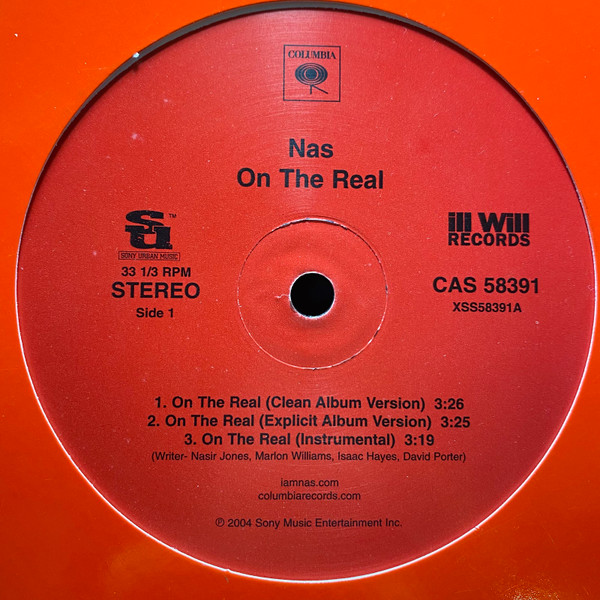 COLUMBIA
Nas
On The Real
SU™
SONY URBAN MUSIC
33 1/3 RPM
STEREO
Side 1
ill Will
RECORDS
CAS 58391
XSS58391A
1. On The Real (Clean Album Version) 3:26
2. On The Real (Explicit Album Version) 3:25
3. On The Real (Instrumental) 3:19
(Writer- Nasir Jones, Marlon Williams, Isaac Hayes, David Porter)
iamnas.com
columbiarecords.com
℗ 2004 Sony Music Entertainment Inc.